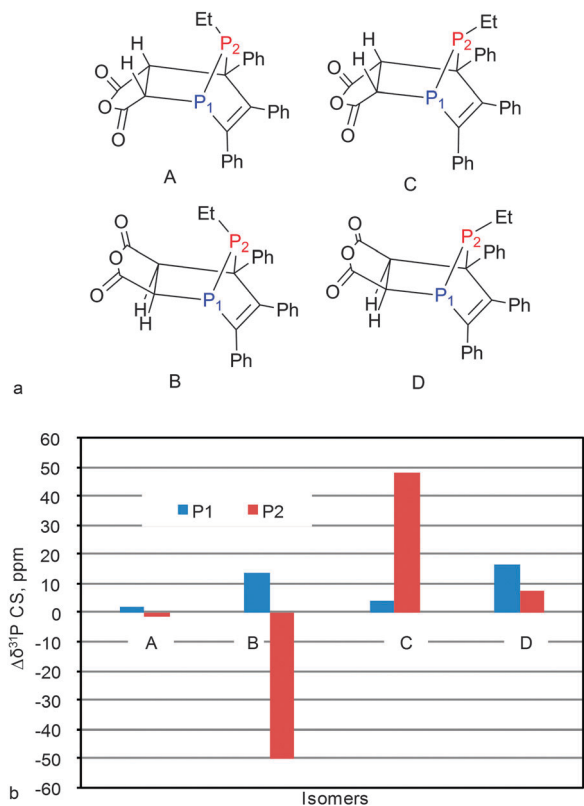 Et
P2
H
H
Ph
O
O
O
P1
Ph
Ph
A
Et
P2
H
H
Ph
O
O
O
P1
Ph
Ph
C
Et
P2
O
O
O
Ph
P1
Ph
H
H
Ph
B
Et
P2
O
O
O
Ph
P1
Ph
H
H
Ph
D
a
60
50
40
30
20
10
0
-10
-20
-30
-40
-50
-60
Δδ³¹P CS, ppm
P1 P2
A B C D
Isomers
b